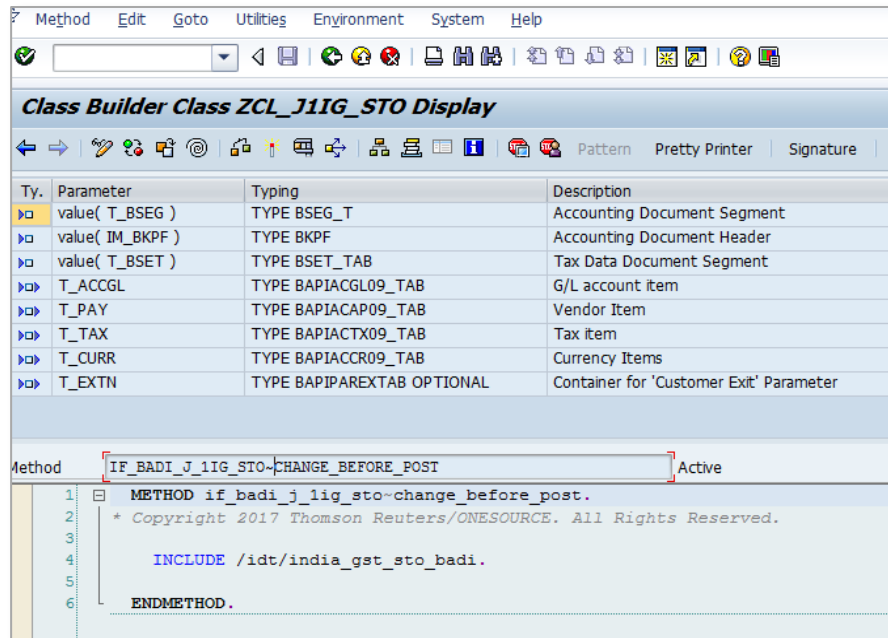 Method Edit Goto Utilities Environment System Help
Class Builder Class ZCL_J1IG_STO Display
Pattern Pretty Printer Signature
Ty. Parameter Typing Description
value( T_BSEG ) TYPE BSEG_T Accounting Document Segment
value( IM_BKPF ) TYPE BKPF Accounting Document Header
value( T_BSET ) TYPE BSET_TAB Tax Data Document Segment
T_ACCGL TYPE BAPIACGL09_TAB G/L account item
T_PAY TYPE BAPIACAP09_TAB Vendor Item
T_TAX TYPE BAPIACTX09_TAB Tax item
T_CURR TYPE BAPIACCR09_TAB Currency Items
T_EXTN TYPE BAPIPAREXTAB OPTIONAL Container for 'Customer Exit' Parameter
Method IF_BADI_J_1IG_STO~CHANGE_BEFORE_POST Active
1 METHOD if_badi_j_1ig_sto~change_before_post.
2 * Copyright 2017 Thomson Reuters/ONESOURCE. All Rights Reserved.
3
4 INCLUDE /idt/india_gst_sto_badi.
5
6 ENDMETHOD.